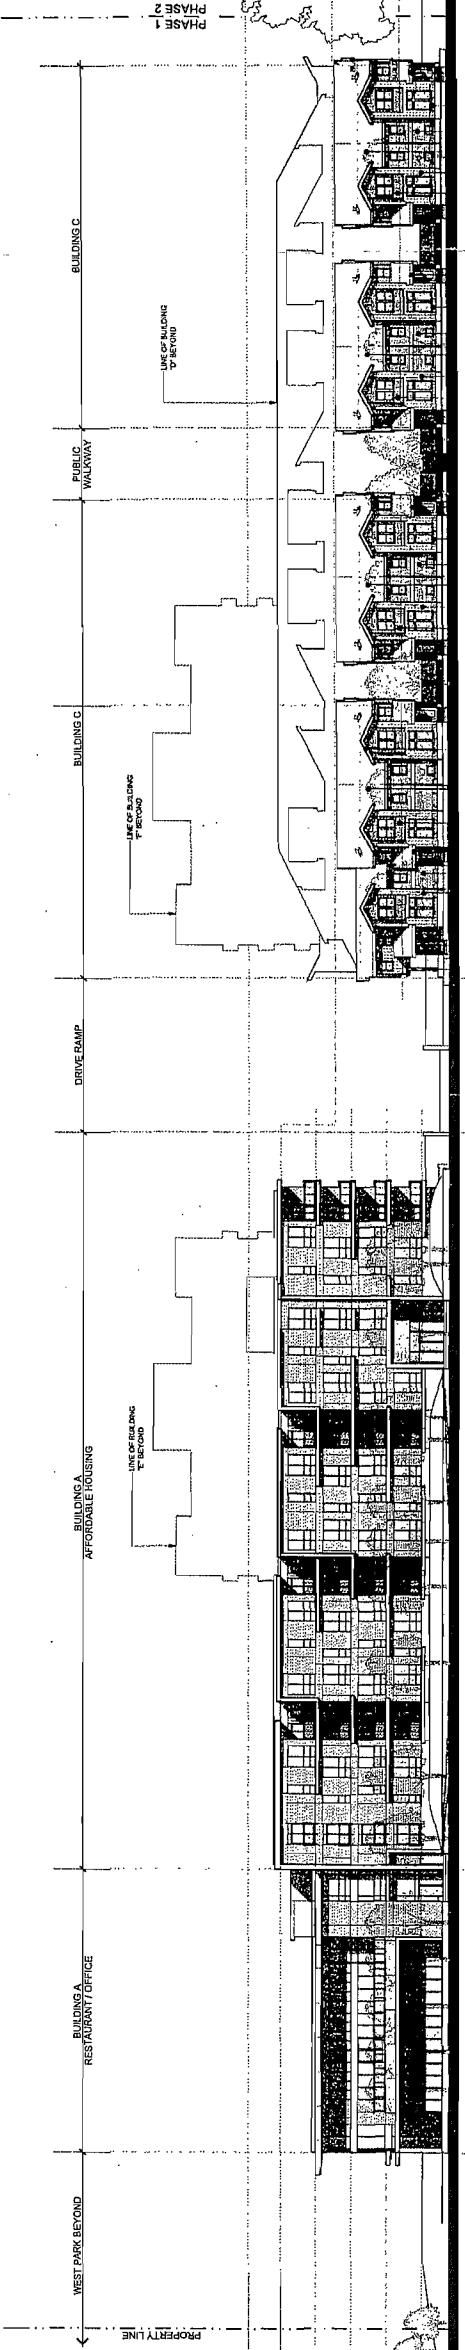 WEST PARK BEYOND
BUILDING A
RESTAURANT / OFFICE
BUILDING A
AFFORDABLE HOUSING
DRIVE RAMP
BUILDING C
PUBLIC
WALKWAY
BUILDING C
PROPERTY LINE
LINE OF BUILDING
"E" BEYOND
LINE OF BUILDING
"F" BEYOND
LINE OF BUILDING
"D" BEYOND
PHASE 1
PHASE 2